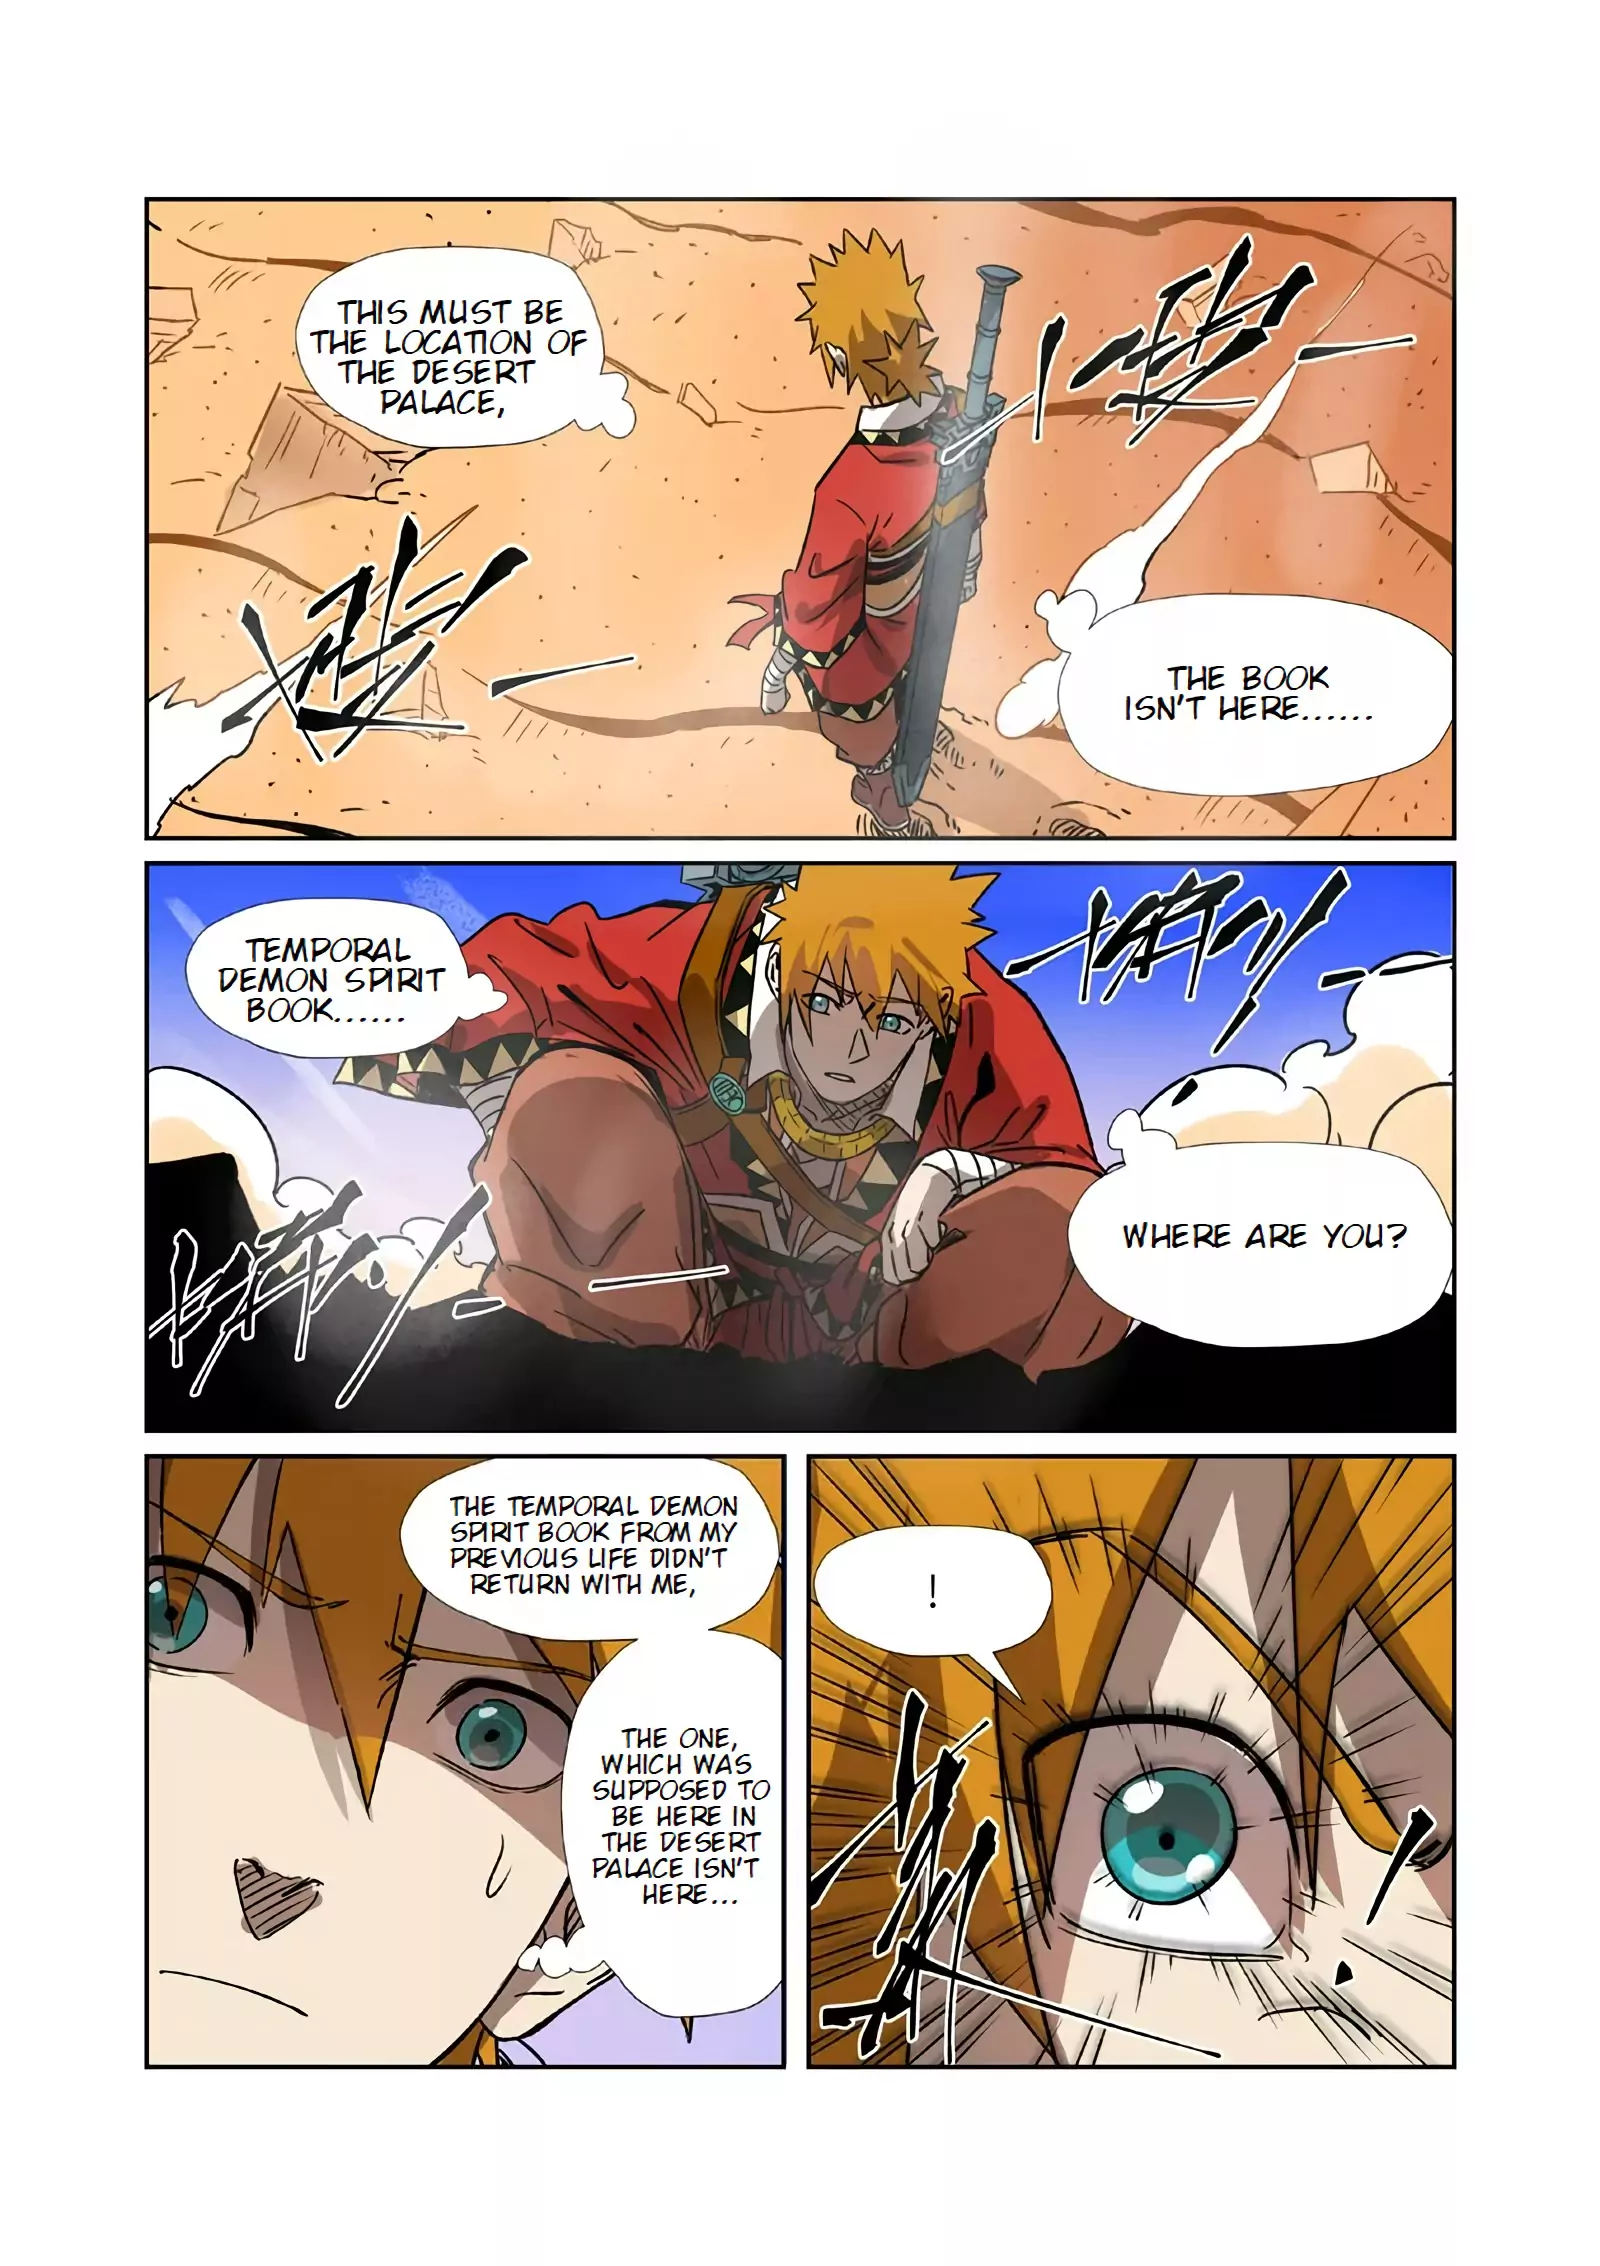 THIS MUST BE
THE LOCATION OF
THE DESERT
PALACE,
THE BOOK
ISN'T HERE......
TEMPORAL
DEMON SPIRIT
BOOK......
WHERE ARE YOU?
THE TEMPORAL DEMON
SPIRIT BOOK FROM MY
PREVIOUS LIFE DIDN'T
RETURN WITH ME,
THE ONE,
WHICH WAS
SUPPOSED TO
BE HERE IN
THE DESERT
PALACE ISN'T
HERE...
!